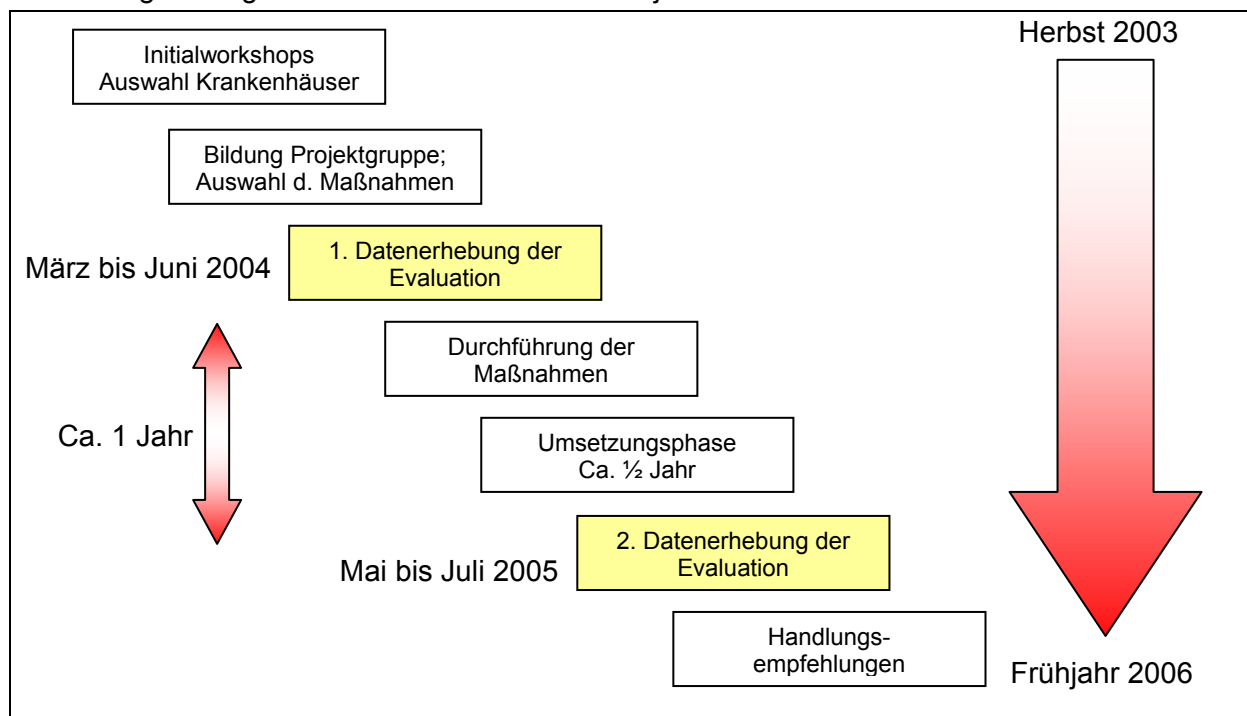 Initialworkshops
Auswahl Krankenhäuser
Herbst 2003
Bildung Projektgruppe;
Auswahl d. Maßnahmen
März bis Juni 2004
1. Datenerhebung der
Evaluation
Durchführung der
Maßnahmen
Ca. 1 Jahr
Umsetzungsphase
Ca. ½ Jahr
Mai bis Juli 2005
2. Datenerhebung der
Evaluation
Handlungs-
empfehlungen
Frühjahr 2006